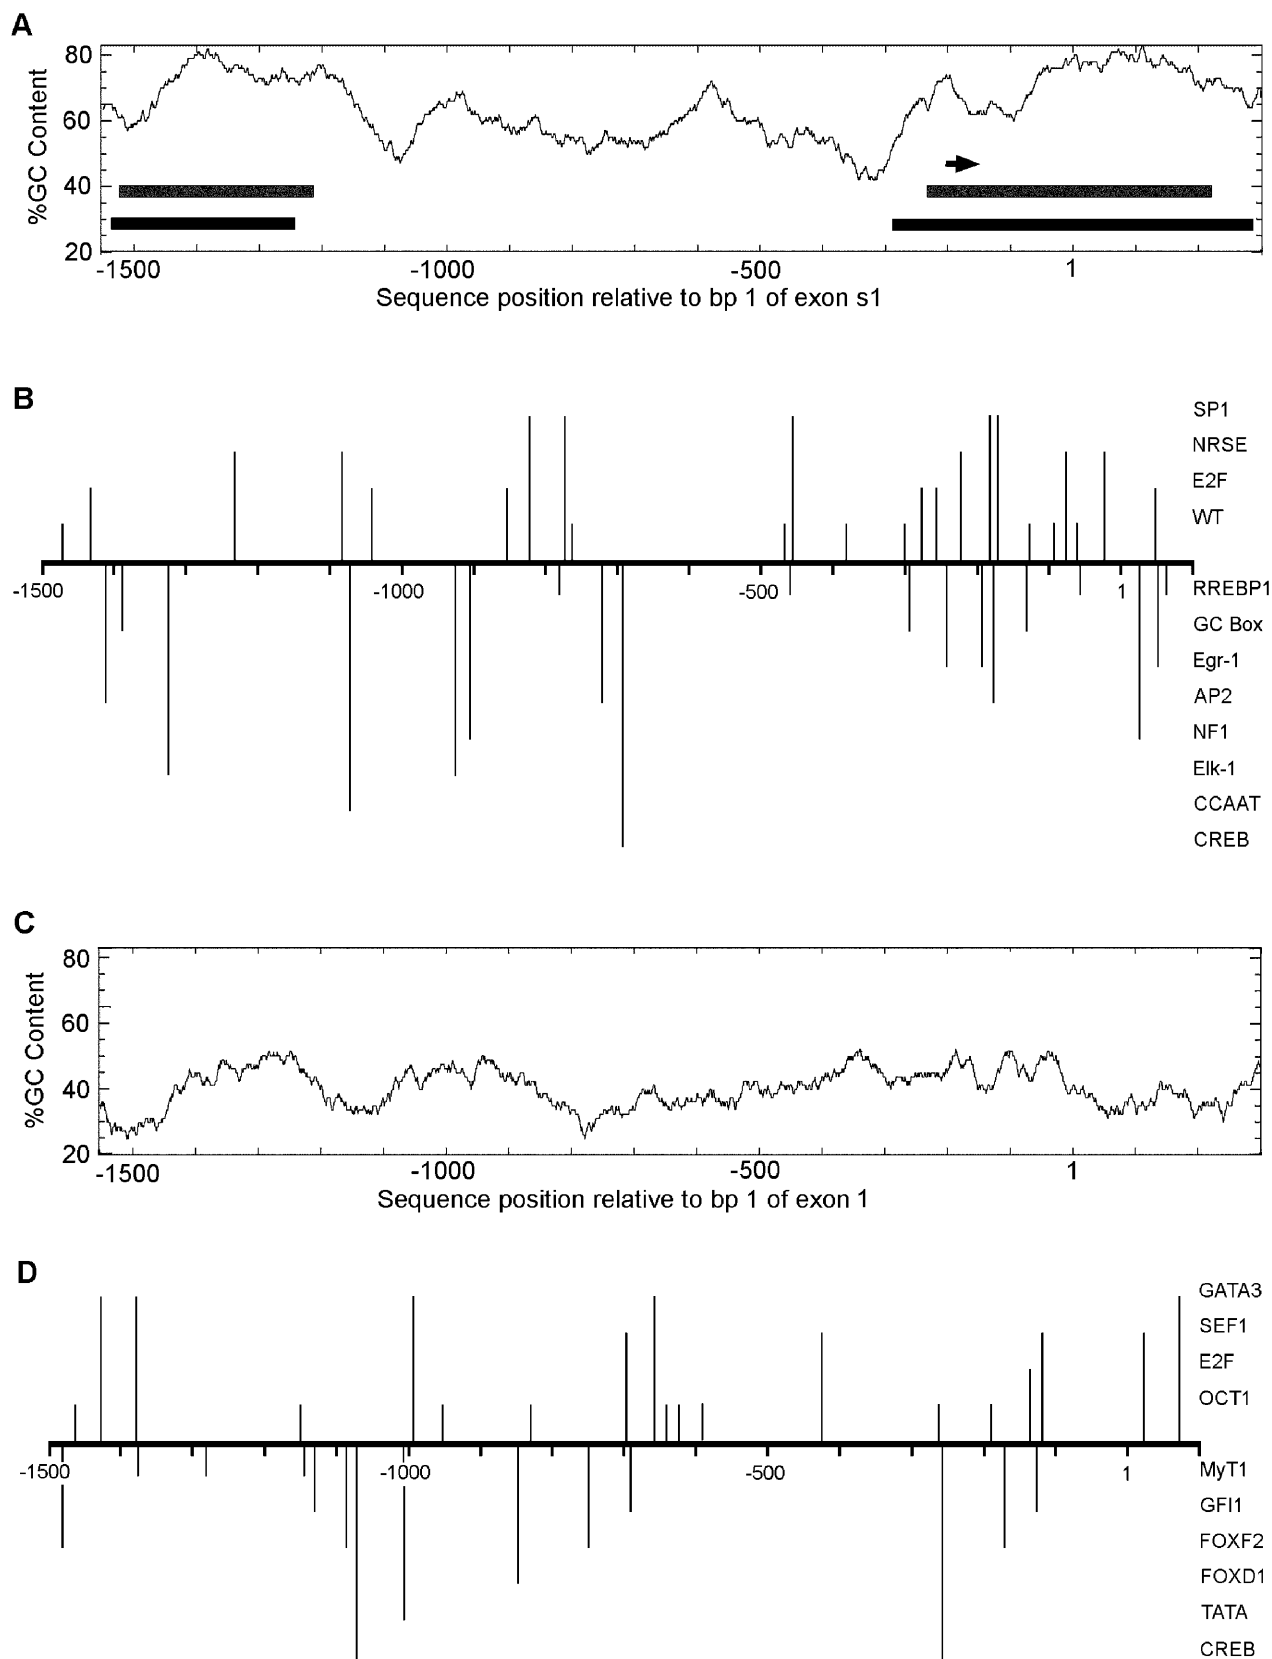 A
%GC Content
80
60
40
20
-1500
-1000
-500
1
Sequence position relative to bp 1 of exon s1
B
SP1
NRSE
E2F
WT
-1500
-1000
-500
1
RREBP1
GC Box
Egr-1
AP2
NF1
Elk-1
CCAAT
CREB
C
%GC Content
80
60
40
20
-1500
-1000
-500
1
Sequence position relative to bp 1 of exon 1
D
GATA3
SEF1
E2F
OCT1
-1500
-1000
-500
1
MyT1
GFI1
FOXF2
FOXD1
TATA
CREB